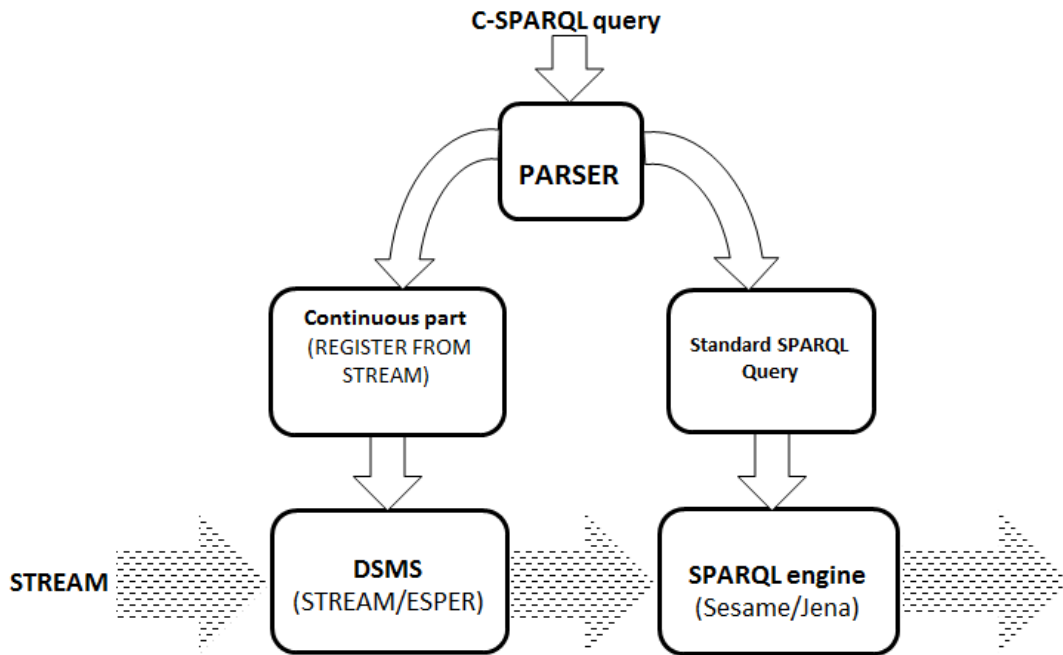 C-SPARQL query
PARSER
Continuous part
(REGISTER FROM
STREAM)
Standard SPARQL
Query
STREAM
DSMS
(STREAM/ESPER)
SPARQL engine
(Sesame/Jena)